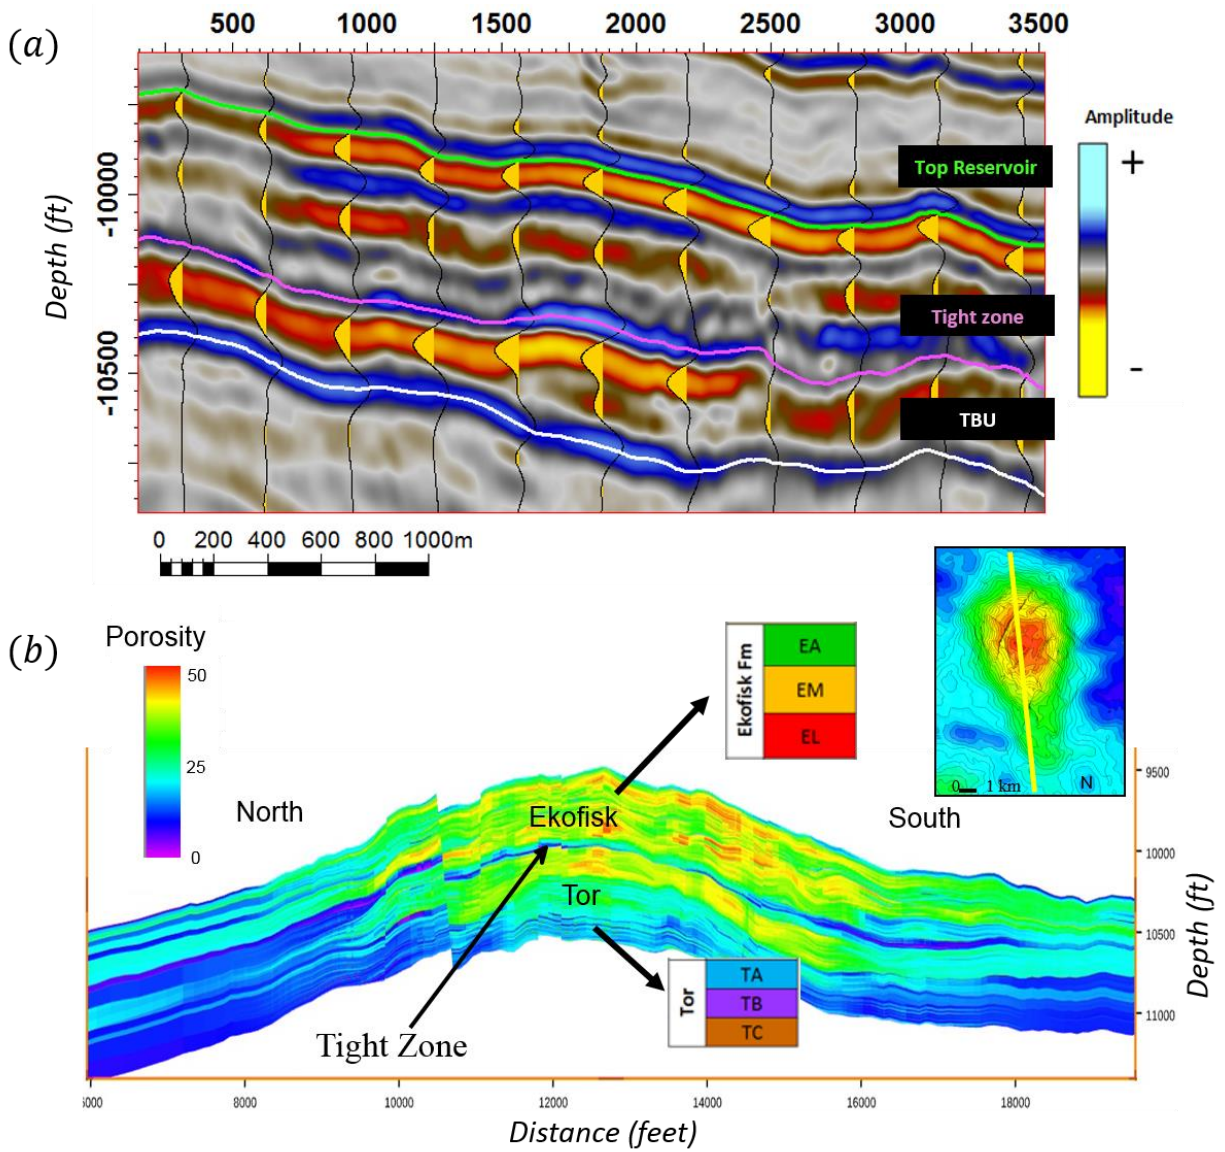 (a)
500 1000 1500 2000 2500 3000 3500
Depth (ft)
-10000
-10500
Top Reservoir
Tight zone
TBU
Amplitude
+
-
0 200 400 600 800 1000m
(b)
Porosity
50
25
0
Ekofisk Fm
EA
EM
EL
0 1 km
N
North
South
Ekofisk
Tor
Tight Zone
Tor
TA
TB
TC
9500
10000
10500
11000
Depth (ft)
8000 10000 12000 14000 16000 18000
Distance (feet)